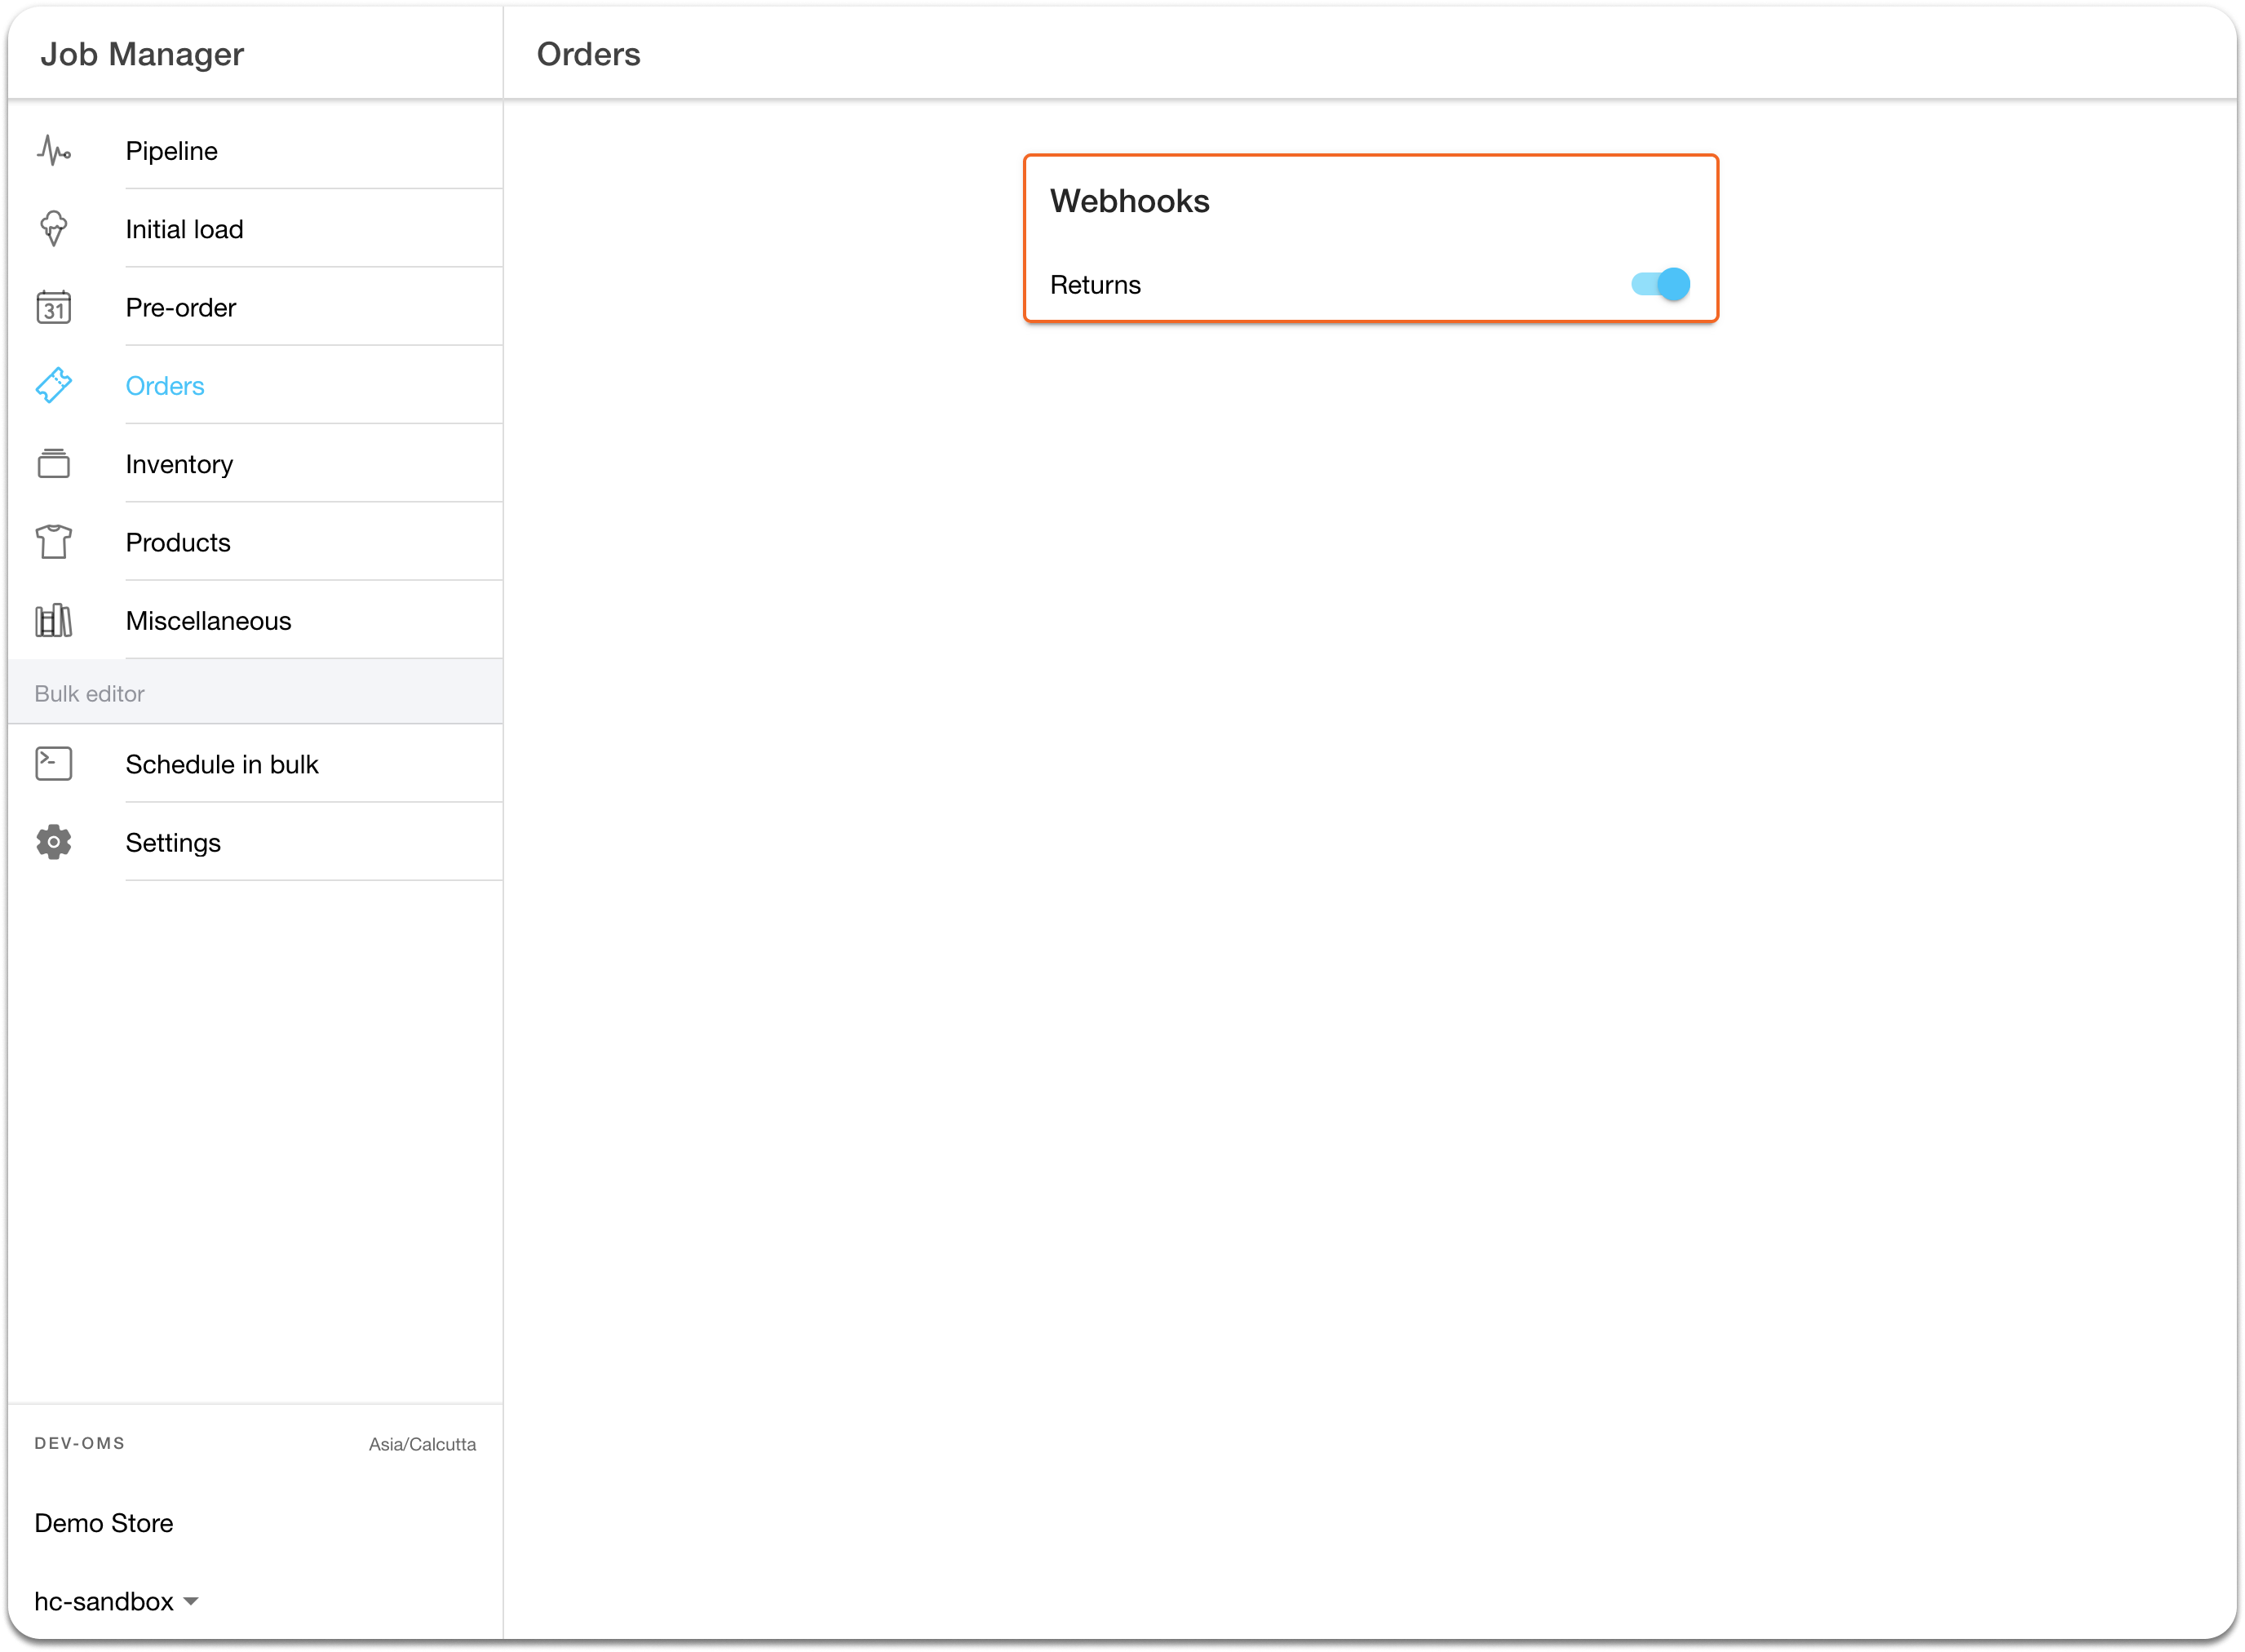 Job Manager
Orders
Pipeline
Initial load
31
Pre-order
Orders
Inventory
Products
Miscellaneous
Bulk editor
Schedule in bulk
Settings
Webhooks
Returns
DEV-OMS
Asia/Calcutta
Demo Store
hc-sandbox